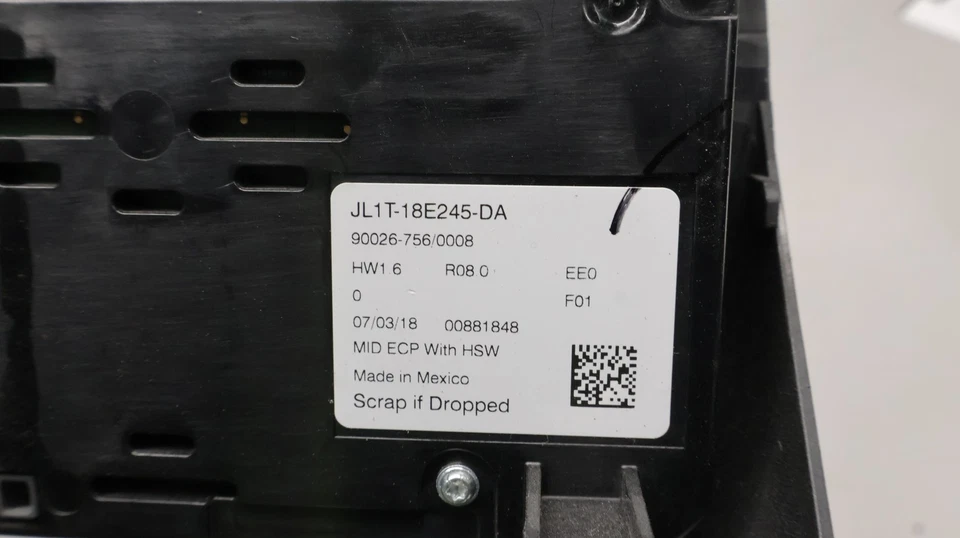 JL1T-18E245-DA
90026-756/0008
HW1.6 R08.0 EE0
0 F01
07/03/18 00881848
MID ECP With HSW
Made in Mexico
Scrap if Dropped